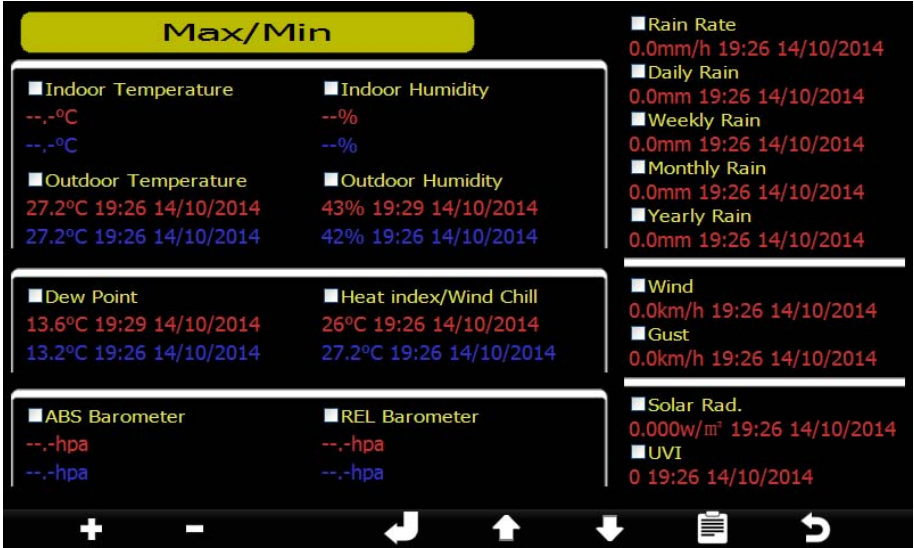 Max/Min
Indoor Temperature
--.-ºC
--.-ºC
Indoor Humidity
--%
--%
Outdoor Temperature
27.2ºC 19:26 14/10/2014
27.2ºC 19:26 14/10/2014
Outdoor Humidity
43% 19:29 14/10/2014
42% 19:26 14/10/2014
Dew Point
13.6ºC 19:29 14/10/2014
13.2ºC 19:26 14/10/2014
Heat index/Wind Chill
26ºC 19:26 14/10/2014
27.2ºC 19:26 14/10/2014
ABS Barometer
--.-hpa
--.-hpa
REL Barometer
--.-hpa
--.-hpa
Rain Rate
0.0mm/h 19:26 14/10/2014
Daily Rain
0.0mm 19:26 14/10/2014
Weekly Rain
0.0mm 19:26 14/10/2014
Monthly Rain
0.0mm 19:26 14/10/2014
Yearly Rain
0.0mm 19:26 14/10/2014
Wind
0.0km/h 19:26 14/10/2014
Gust
0.0km/h 19:26 14/10/2014
Solar Rad.
0.000w/m² 19:26 14/10/2014
UVI
0 19:26 14/10/2014